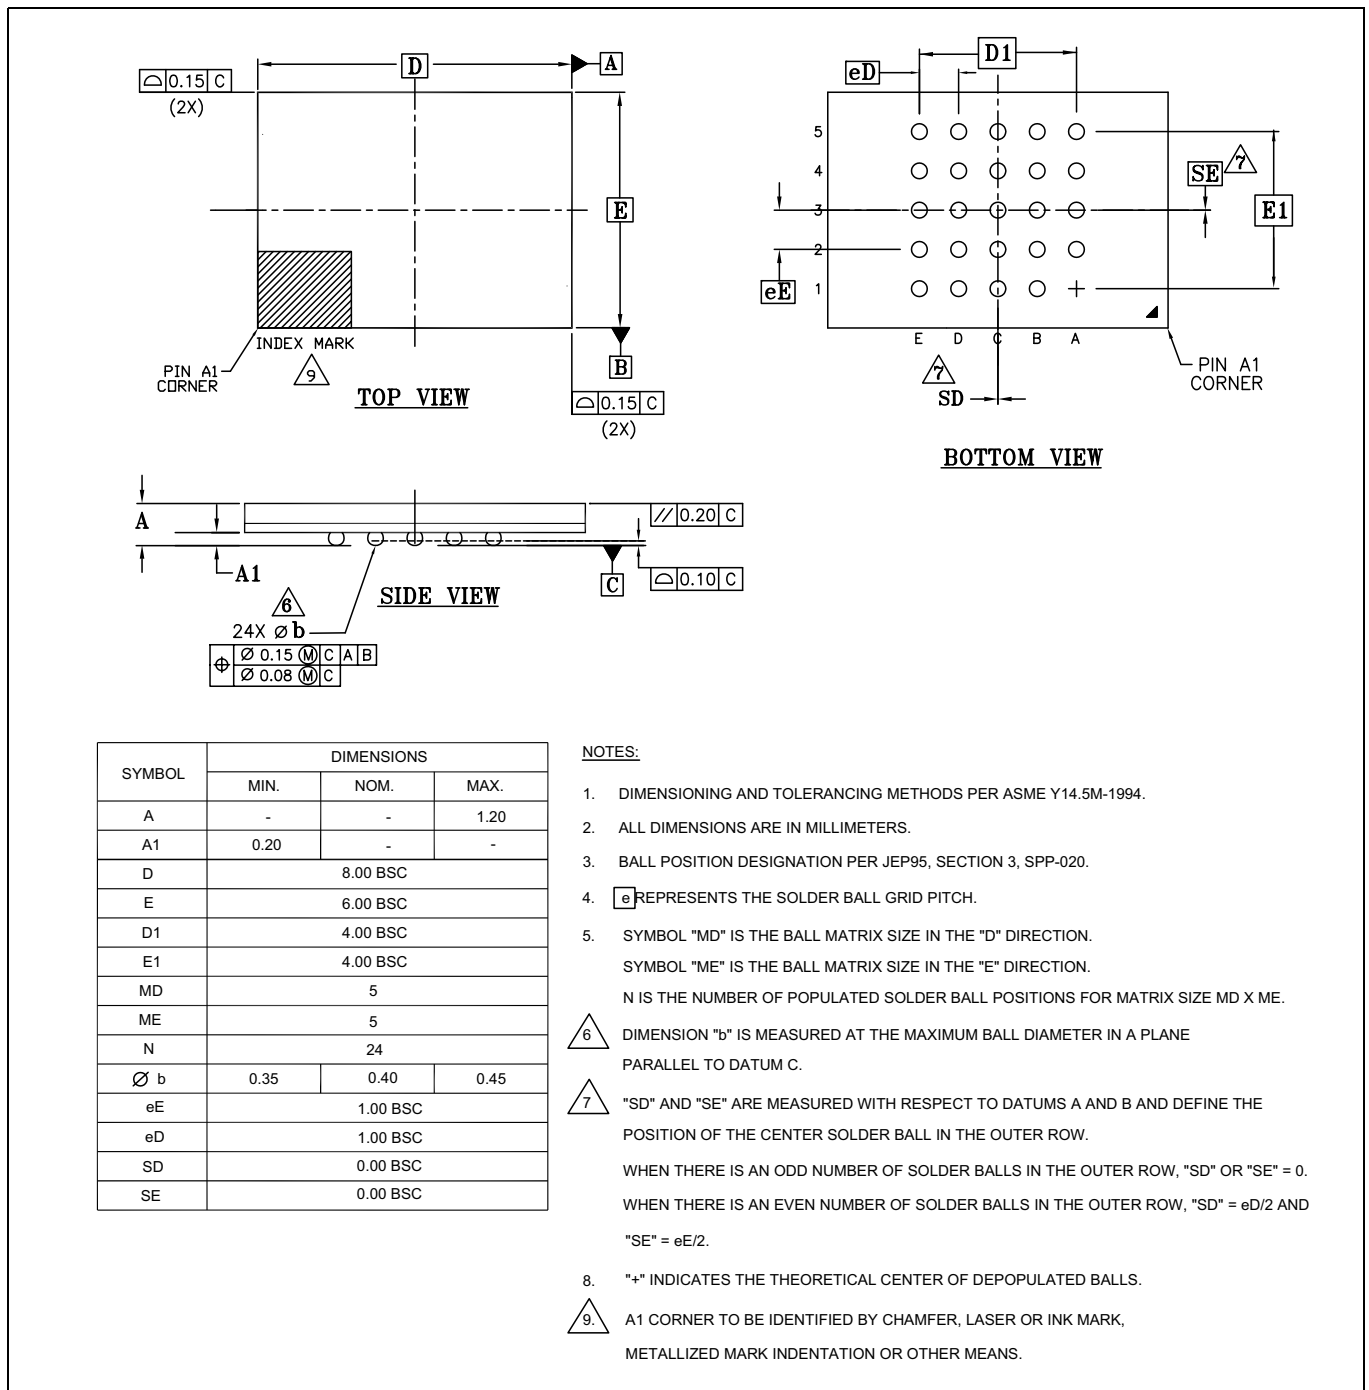 D
A
⌓ 0.15 C
(2X)
E
B
PIN A1
CORNER
INDEX MARK
9
TOP VIEW
⌓ 0.15 C
(2X)
D1
eD
5
4
3
2
1
7
SE
E1
eE
E D C B A
7
SD
PIN A1
CORNER
BOTTOM VIEW
A
A1
// 0.20 C
⌓ 0.10 C
C
SIDE VIEW
6
24X ⌀ b
⌖ ⌀ 0.15 Ⓜ C A B
⌀ 0.08 Ⓜ C
SYMBOL DIMENSIONS
MIN. NOM. MAX.
A - - 1.20
A1 0.20 - -
D 8.00 BSC
E 6.00 BSC
D1 4.00 BSC
E1 4.00 BSC
MD 5
ME 5
N 24
⌀ b 0.35 0.40 0.45
eE 1.00 BSC
eD 1.00 BSC
SD 0.00 BSC
SE 0.00 BSC
NOTES:
1. DIMENSIONING AND TOLERANCING METHODS PER ASME Y14.5M-1994.
2. ALL DIMENSIONS ARE IN MILLIMETERS.
3. BALL POSITION DESIGNATION PER JEP95, SECTION 3, SPP-020.
4. e REPRESENTS THE SOLDER BALL GRID PITCH.
5. SYMBOL "MD" IS THE BALL MATRIX SIZE IN THE "D" DIRECTION.
SYMBOL "ME" IS THE BALL MATRIX SIZE IN THE "E" DIRECTION.
N IS THE NUMBER OF POPULATED SOLDER BALL POSITIONS FOR MATRIX SIZE MD X ME.
6 DIMENSION "b" IS MEASURED AT THE MAXIMUM BALL DIAMETER IN A PLANE
PARALLEL TO DATUM C.
7 "SD" AND "SE" ARE MEASURED WITH RESPECT TO DATUMS A AND B AND DEFINE THE
POSITION OF THE CENTER SOLDER BALL IN THE OUTER ROW.
WHEN THERE IS AN ODD NUMBER OF SOLDER BALLS IN THE OUTER ROW, "SD" OR "SE" = 0.
WHEN THERE IS AN EVEN NUMBER OF SOLDER BALLS IN THE OUTER ROW, "SD" = eD/2 AND
"SE" = eE/2.
8. "+" INDICATES THE THEORETICAL CENTER OF DEPOPULATED BALLS.
9. A1 CORNER TO BE IDENTIFIED BY CHAMFER, LASER OR INK MARK,
METALLIZED MARK INDENTATION OR OTHER MEANS.